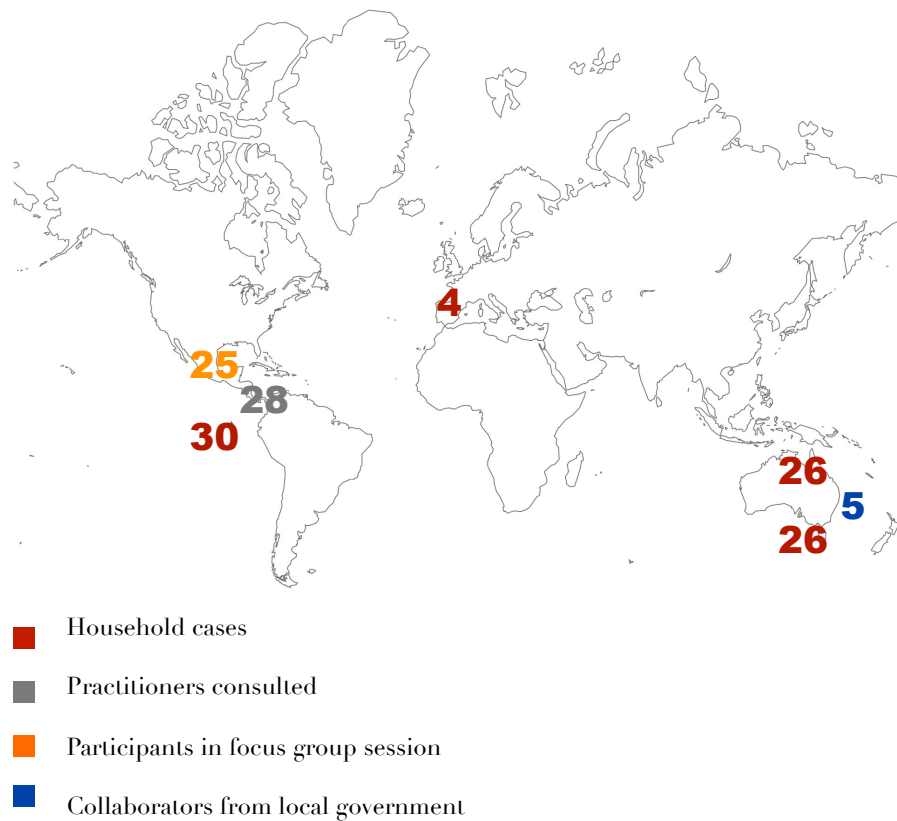 4
25
28
30
26
5
26
Household cases
Practitioners consulted
Participants in focus group session
Collaborators from local government